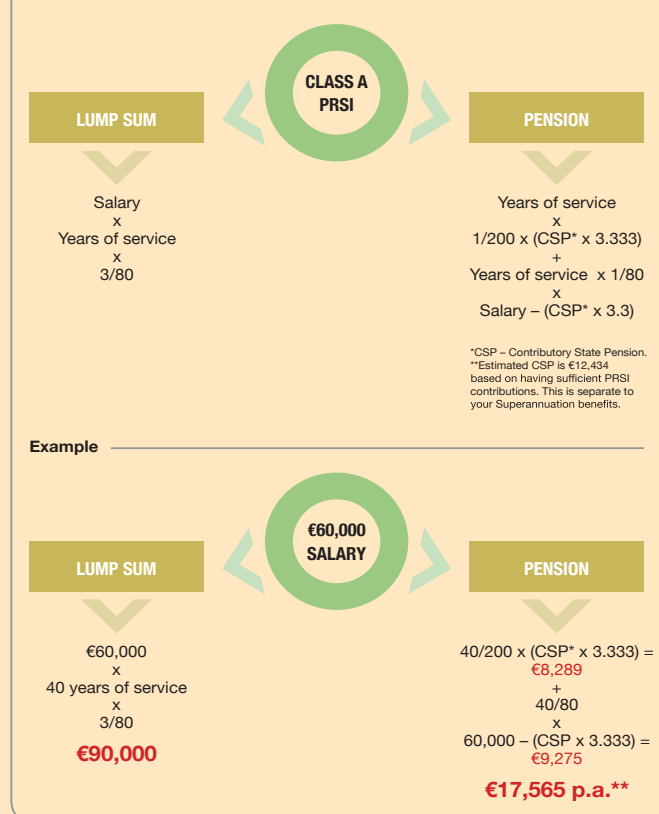 CLASS A
PRSI
LUMP SUM
Salary
x
Years of service
x
3/80
PENSION
Years of service
x
1/200 x (CSP* x 3.333)
+
Years of service x 1/80
x
Salary – (CSP* x 3.3)
*CSP – Contributory State Pension.
**Estimated CSP is €12,434
based on having sufficient PRSI
contributions. This is separate to
your Superannuation benefits.
Example
€60,000
SALARY
LUMP SUM
€60,000
x
40 years of service
x
3/80
€90,000
PENSION
40/200 x (CSP* x 3.333) =
€8,289
+
40/80
x
60,000 – (CSP x 3.333) =
€9,275
€17,565 p.a.**